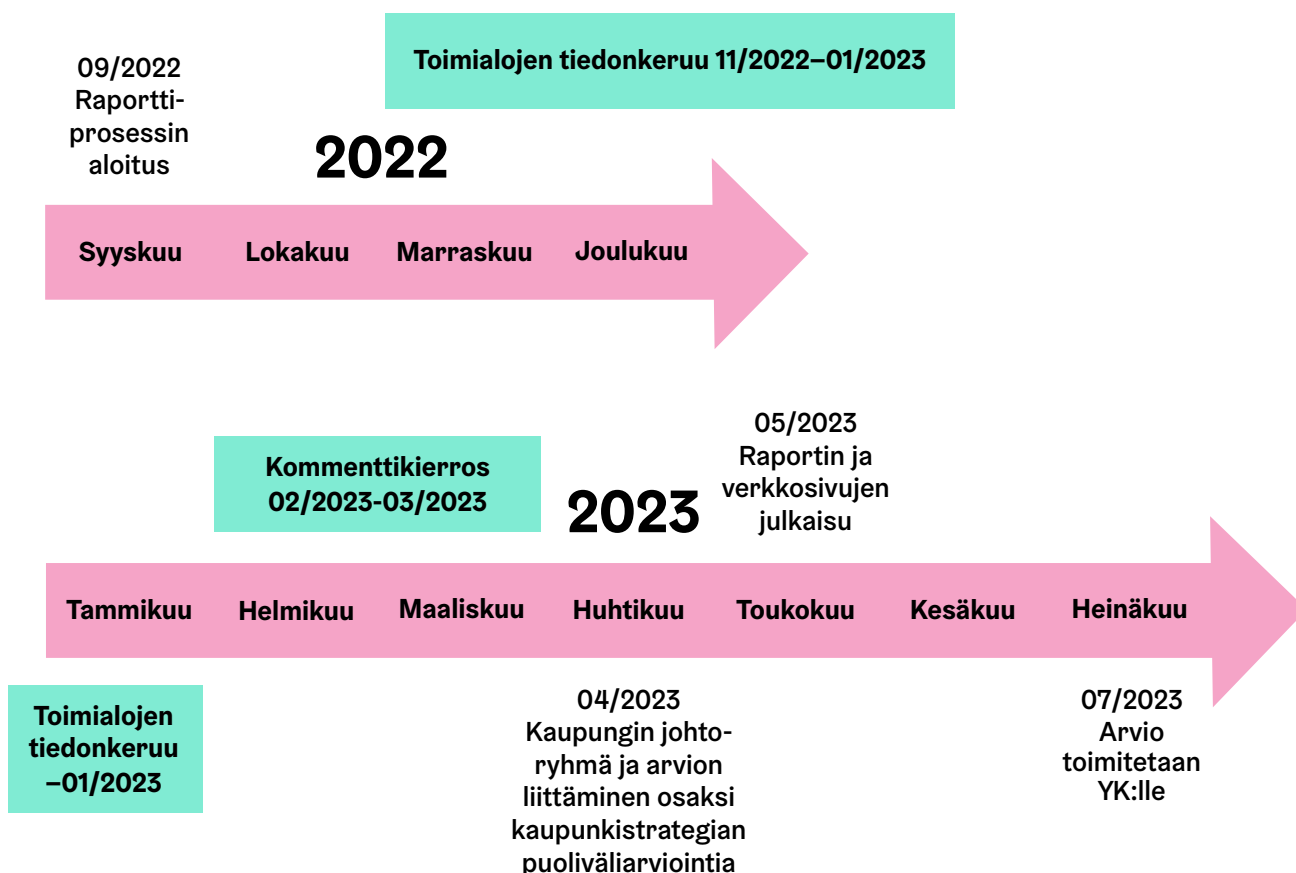 09/2022
Raportti-
prosessin
aloitus
Toimialojen tiedonkeruu 11/2022–01/2023
2022
Syyskuu
Lokakuu
Marraskuu
Joulukuu
Kommenttikierros
02/2023-03/2023
2023
05/2023
Raportin ja
verkkosivujen
julkaisu
Tammikuu
Helmikuu
Maaliskuu
Huhtikuu
Toukokuu
Kesäkuu
Heinäkuu
Toimialojen
tiedonkeruu
–01/2023
04/2023
Kaupungin johto-
ryhmä ja arvion
liittäminen osaksi
kaupunkistrategian
puoliväliarviointia
07/2023
Arvio
toimitetaan
YK:lle